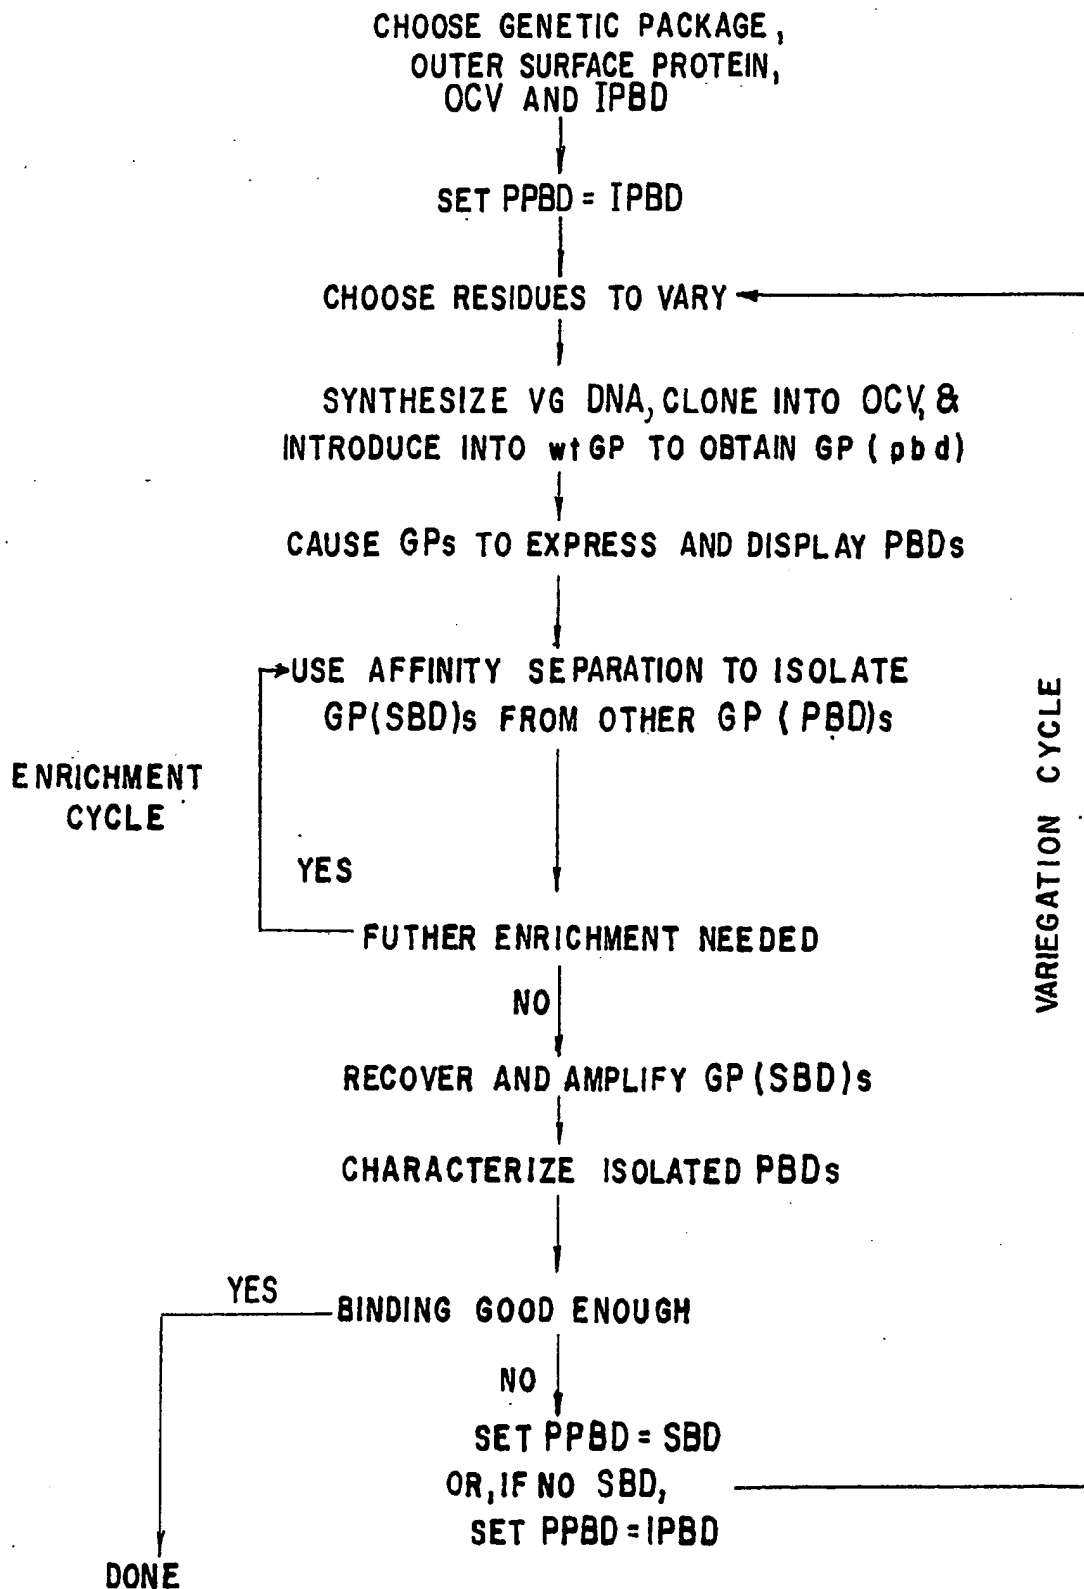 CHOOSE GENETIC PACKAGE,
OUTER SURFACE PROTEIN,
OCV AND IPBD
SET PPBD = IPBD
CHOOSE RESIDUES TO VARY
SYNTHESIZE VG DNA, CLONE INTO OCV, &
INTRODUCE INTO wtGP TO OBTAIN GP (pbd)
CAUSE GPs TO EXPRESS AND DISPLAY PBDs
USE AFFINITY SEPARATION TO ISOLATE
GP(SBD)s FROM OTHER GP (PBD)s
ENRICHMENT
CYCLE
VARIEGATION CYCLE
YES
FUTHER ENRICHMENT NEEDED
NO
RECOVER AND AMPLIFY GP(SBD)s
CHARACTERIZE ISOLATED PBDs
YES
BINDING GOOD ENOUGH
NO
SET PPBD = SBD
OR, IF NO SBD,
SET PPBD = IPBD
DONE